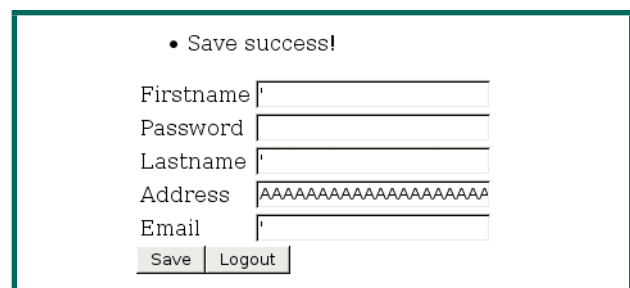 • Save success!
Firstname '
Password
Lastname '
Address AAAAAAAAAAAAAAAAAAAA
Email '
Save Logout